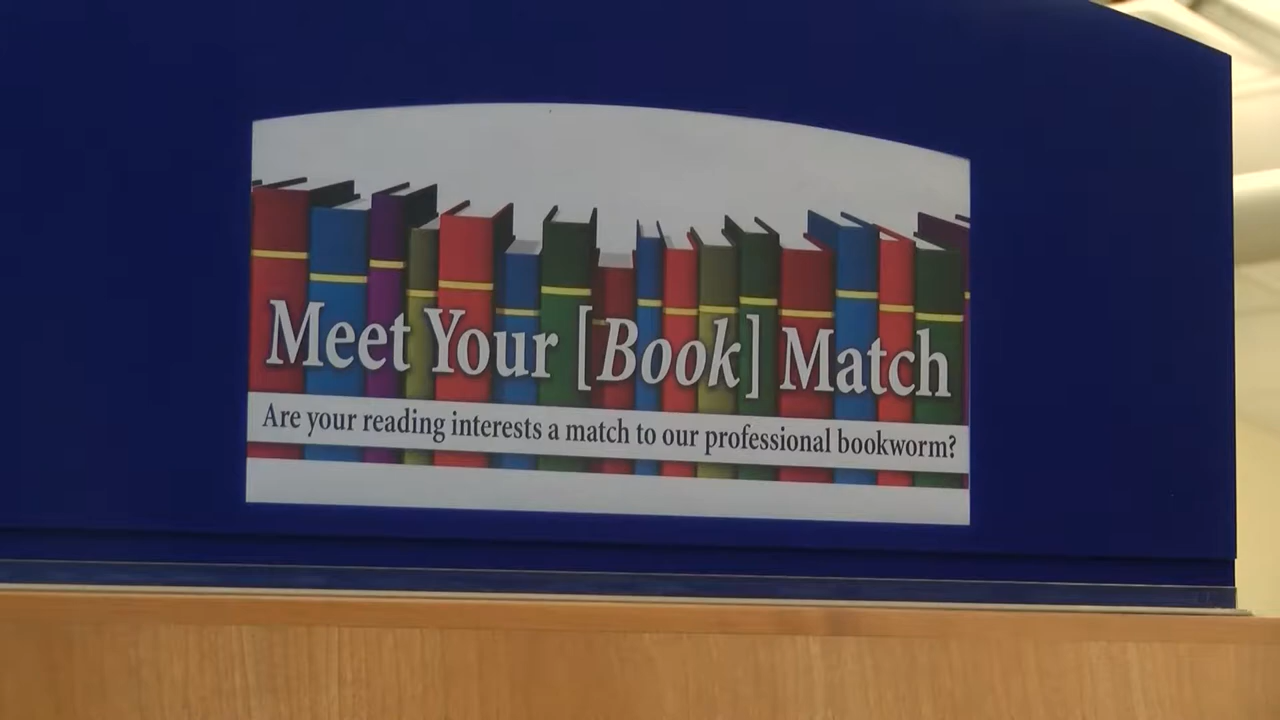 Meet Your [Book] Match
Are your reading interests a match to our professional bookworm?